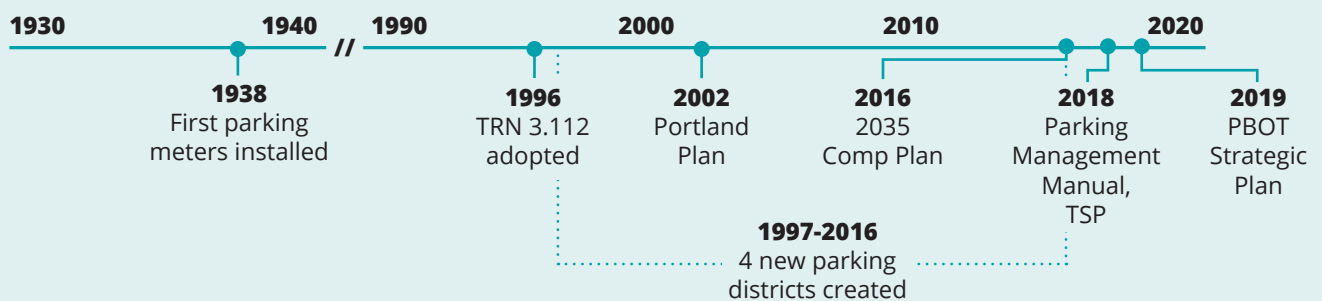 1930 1940 // 1990 2000 2010 2020
1938
First parking
meters installed
1996
TRN 3.112
adopted
2002
Portland
Plan
2016
2035
Comp Plan
2018
Parking
Management
Manual,
TSP
2019
PBOT
Strategic
Plan
1997-2016
4 new parking
districts created